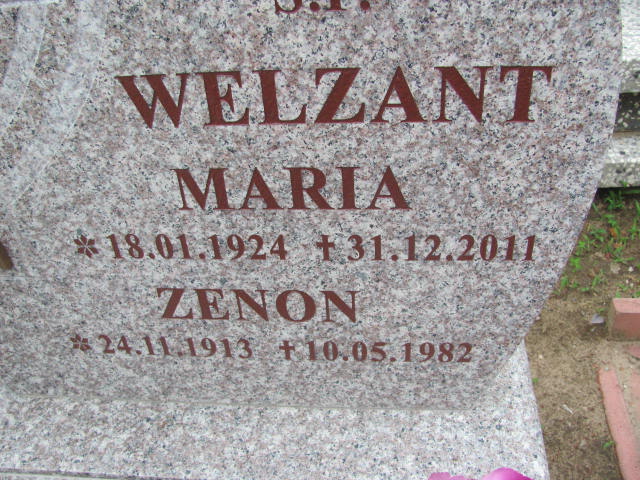 Ś.P.
WELZANT
MARIA
* 18.01.1924 ✝ 31.12.2011
ZENON
* 24.11.1913 ✝ 10.05.1982